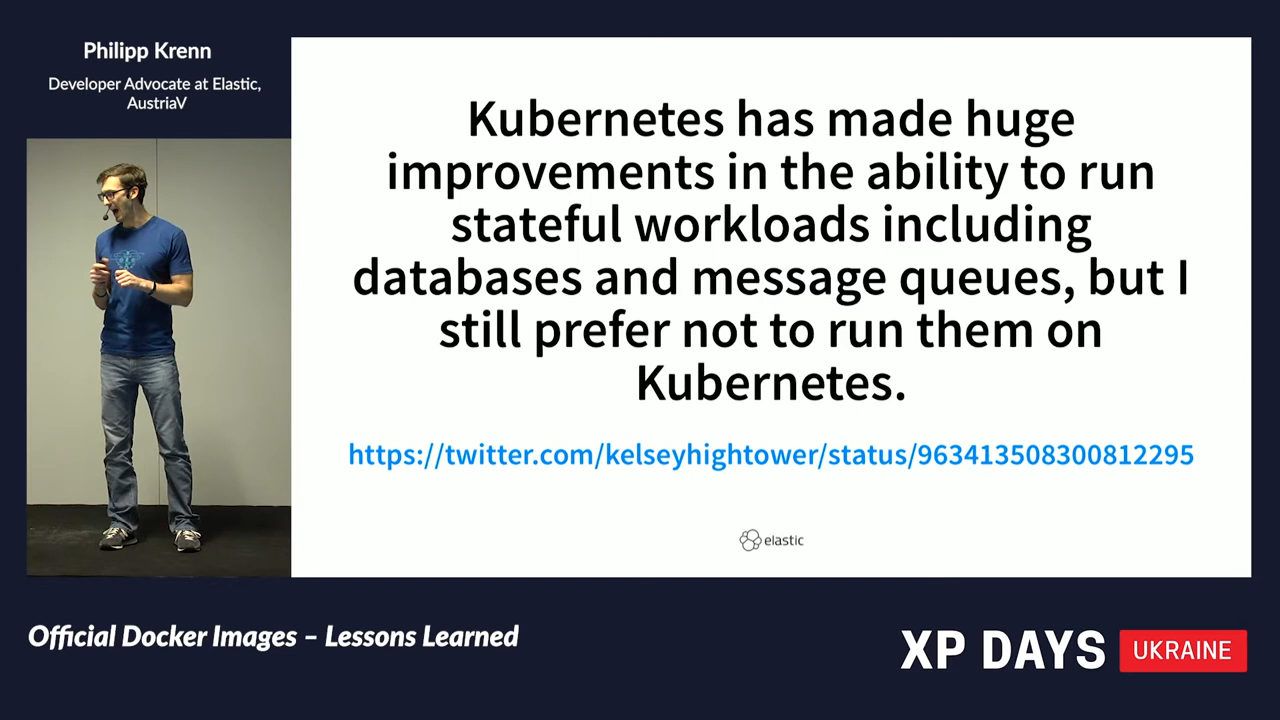 Philipp Krenn
Developer Advocate at Elastic,
AustriaV
Kubernetes has made huge
improvements in the ability to run
stateful workloads including
databases and message queues, but I
still prefer not to run them on
Kubernetes.
https://twitter.com/kelseyhightower/status/963413508300812295
elastic
Official Docker Images – Lessons Learned
XP DAYS UKRAINE